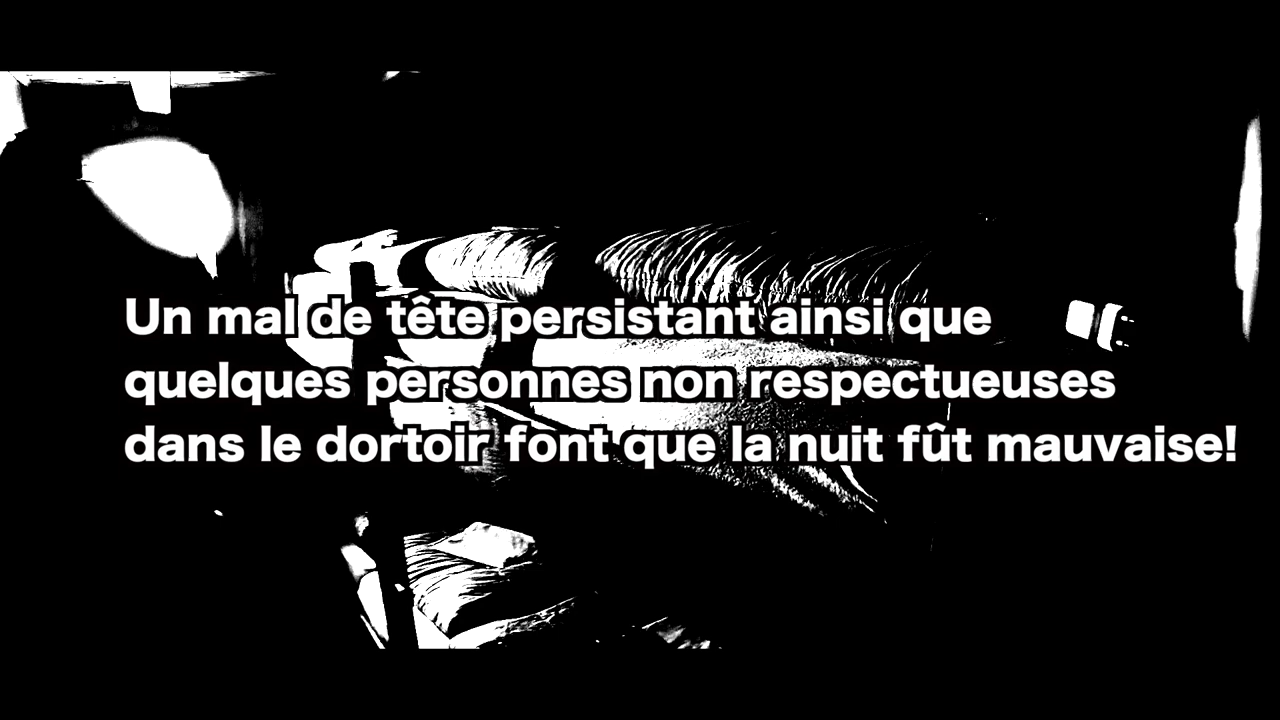 Un mal de tête persistant ainsi que
quelques personnes non respectueuses
dans le dortoir font que la nuit fût mauvaise!